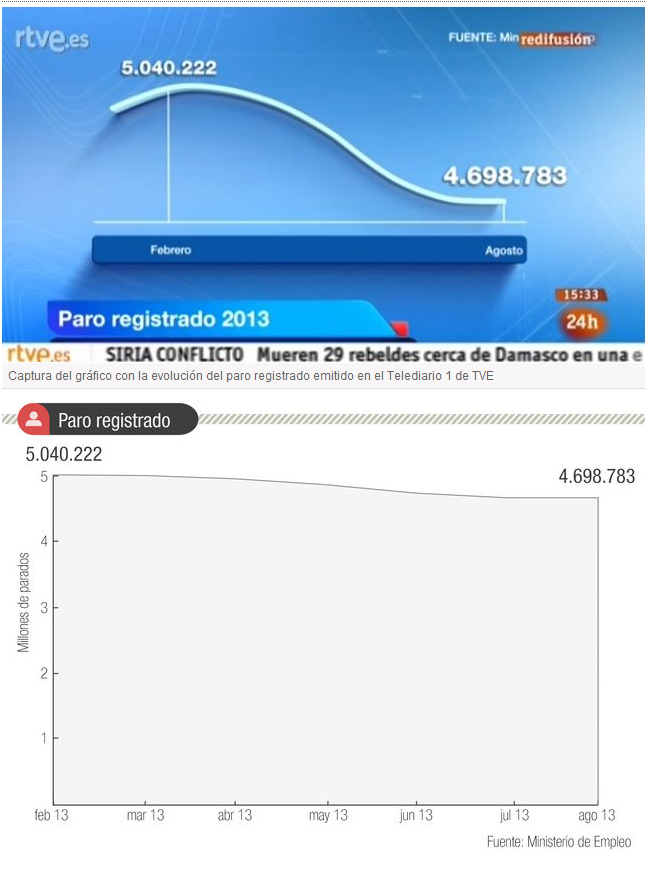 rtve.es
FUENTE: Min redifusión
5.040.222
4.698.783
Febrero Agosto
15:33
Paro registrado 2013
24h
rtve.es SIRIA CONFLICTO Mueren 29 rebeldes cerca de Damasco en una e
Captura del gráfico con la evolución del paro registrado emitido en el Telediario 1 de TVE
Paro registrado
5.040.222
4.698.783
5
4
3
2
1
Millones de parados
feb 13 mar 13 abr 13 may 13 jun 13 jul 13 ago 13
Fuente: Ministerio de Empleo